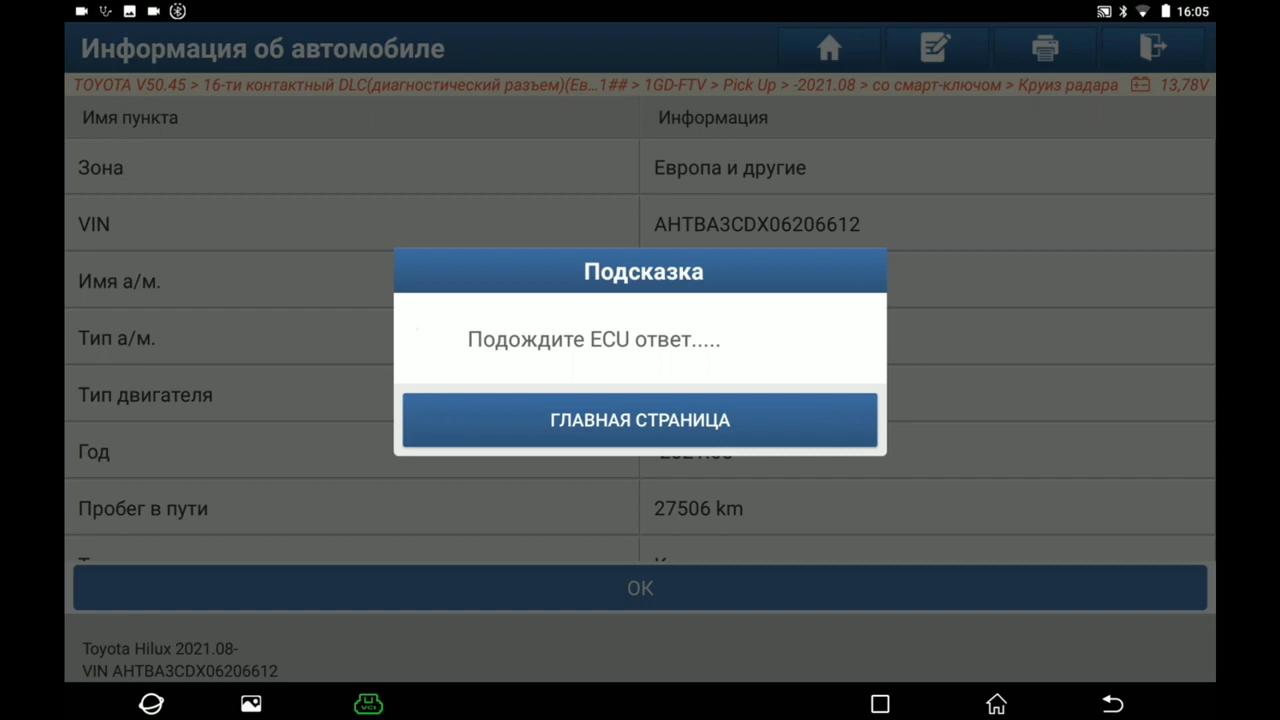 16:05
Информация об автомобиле
TOYOTA V50.45 > 16-ти контактный DLC(диагностический разъем)(Ев...1## > 1GD-FTV > Pick Up > -2021.08 > со смарт-ключом > Круиз радара 13,78V
Имя пункта Информация
Зона Европа и другие
VIN AHTBA3CDX06206612
Имя а/м.
Тип а/м.
Тип двигателя
Год
Пробег в пути 27506 km
Подсказка
Подождите ECU ответ.....
ГЛАВНАЯ СТРАНИЦА
OK
Toyota Hilux 2021.08-
VIN AHTBA3CDX06206612
VCI